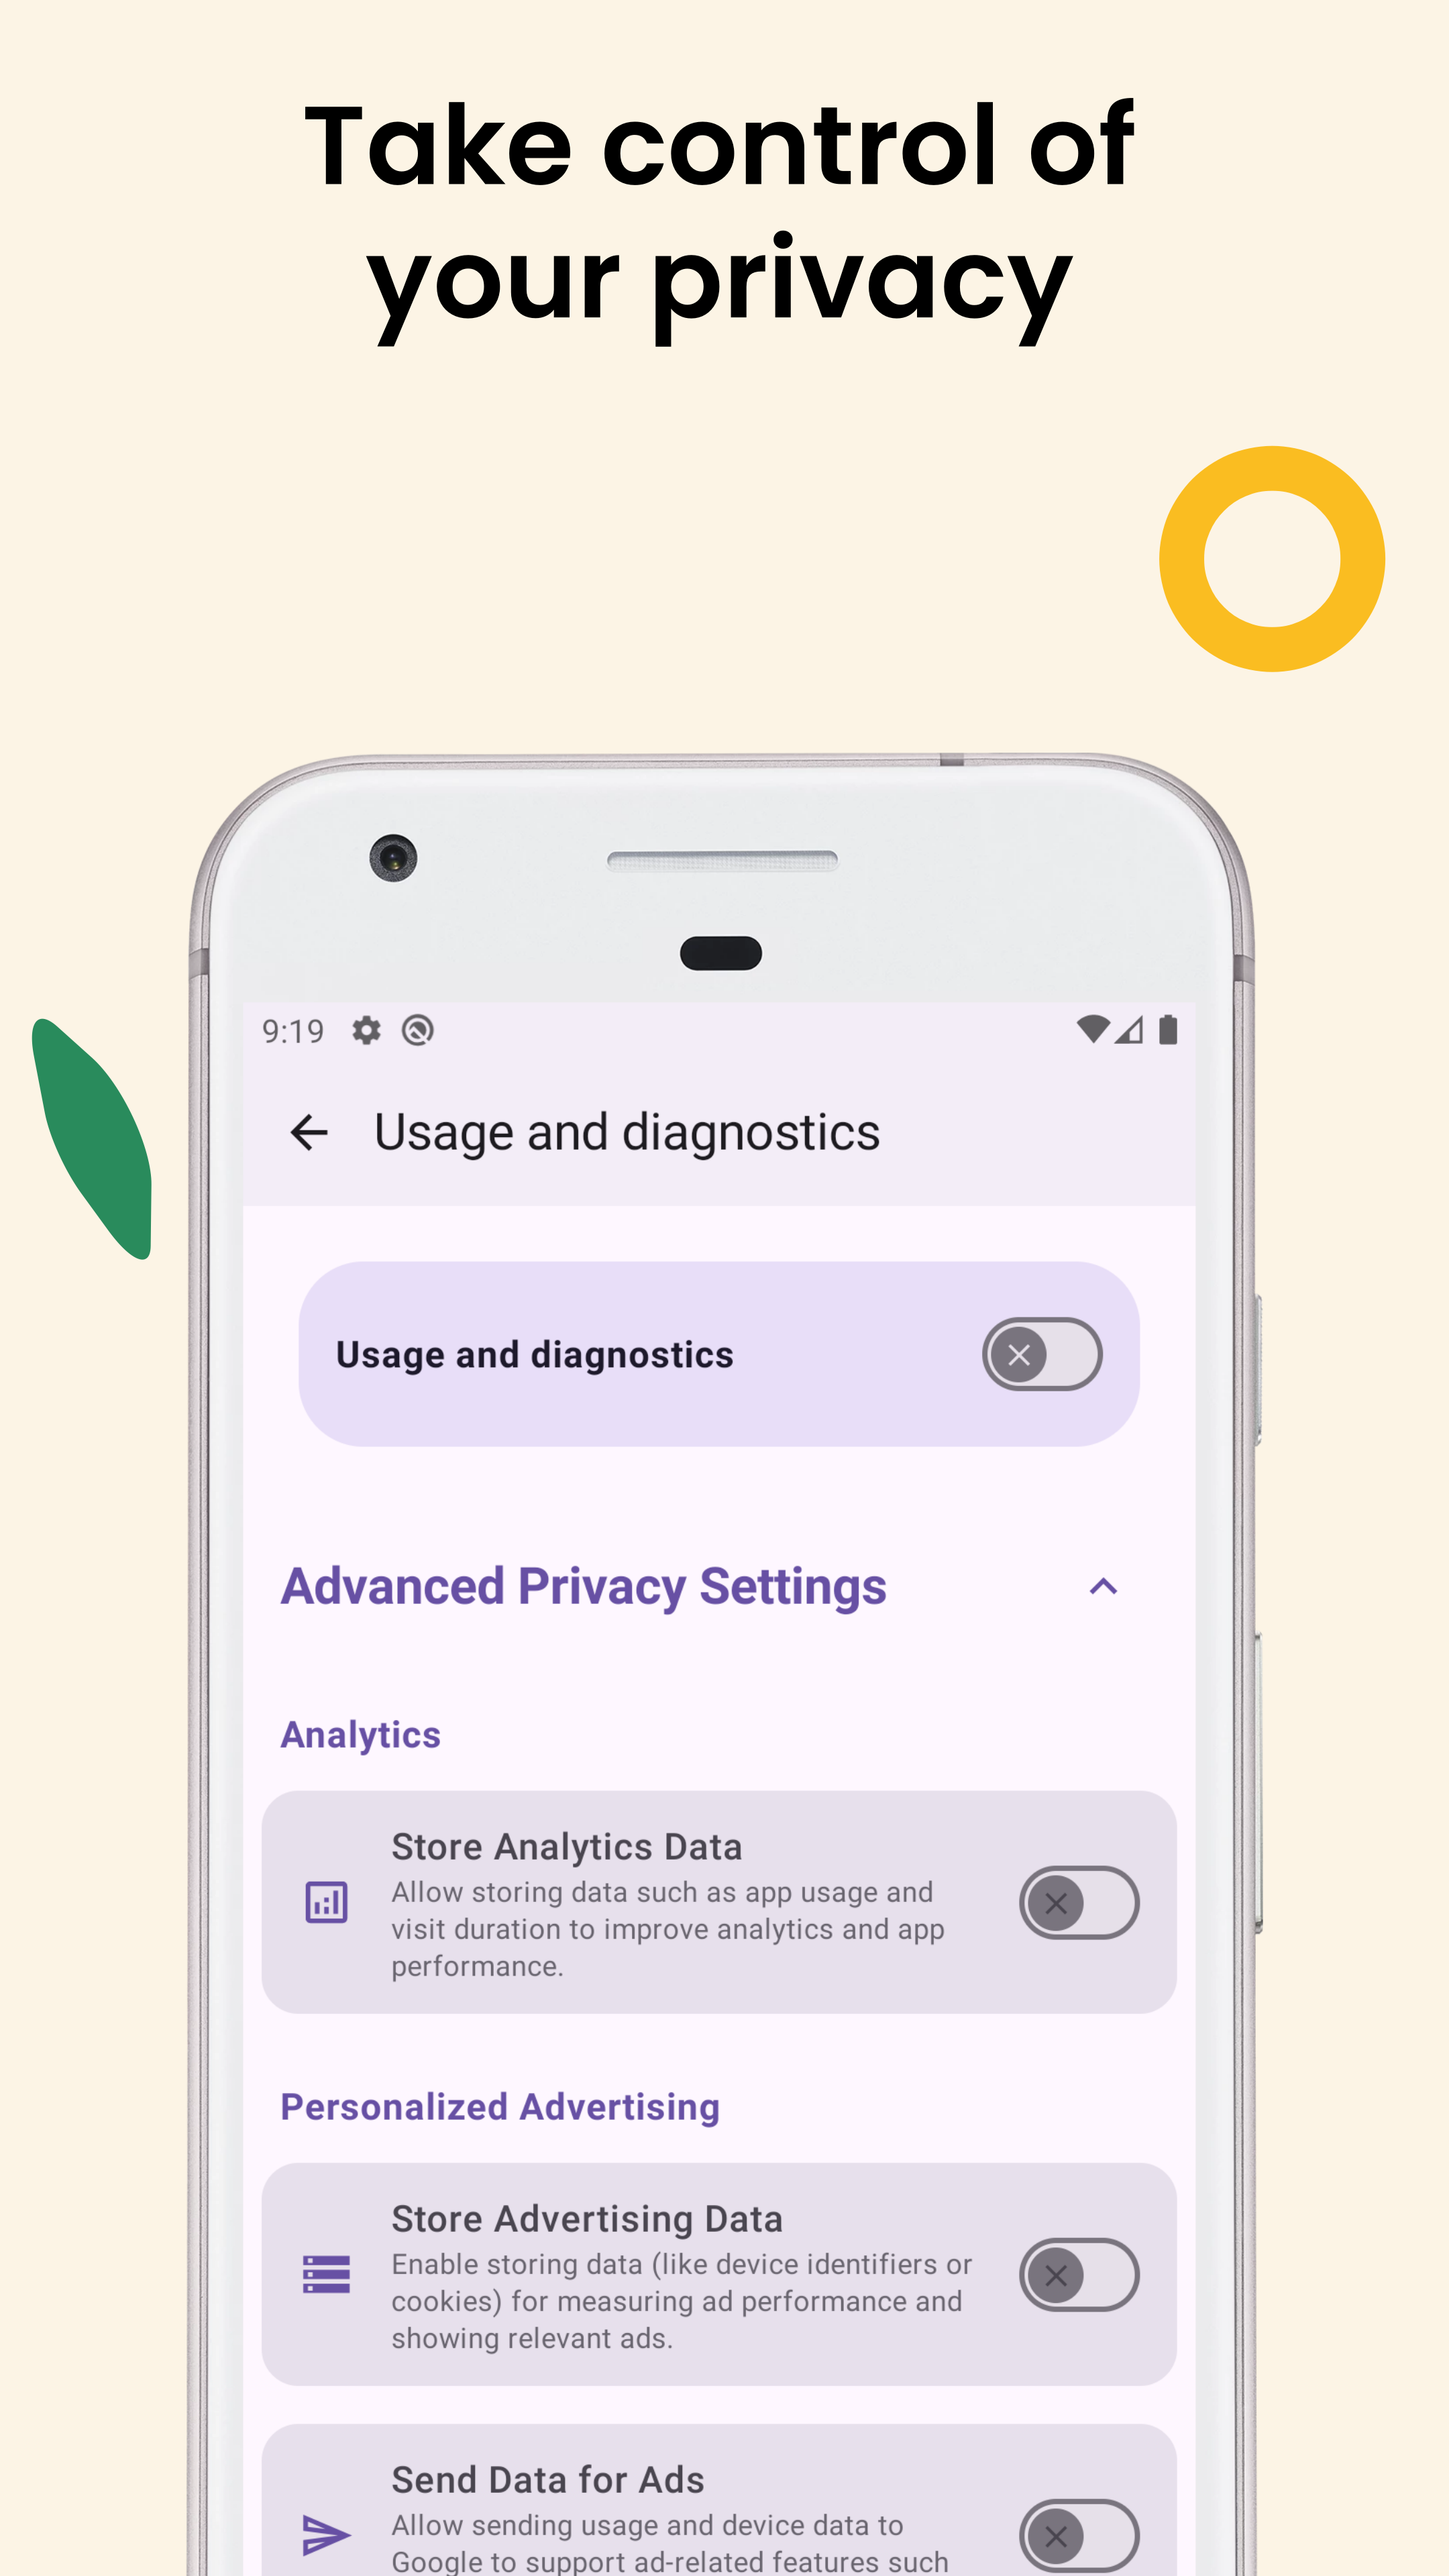 Take control of
your privacy
9:19
Usage and diagnostics
Usage and diagnostics
Advanced Privacy Settings
Analytics
Store Analytics Data
Allow storing data such as app usage and
visit duration to improve analytics and app
performance.
Personalized Advertising
Store Advertising Data
Enable storing data (like device identifiers or
cookies) for measuring ad performance and
showing relevant ads.
Send Data for Ads
Allow sending usage and device data to
Google to support ad-related features such